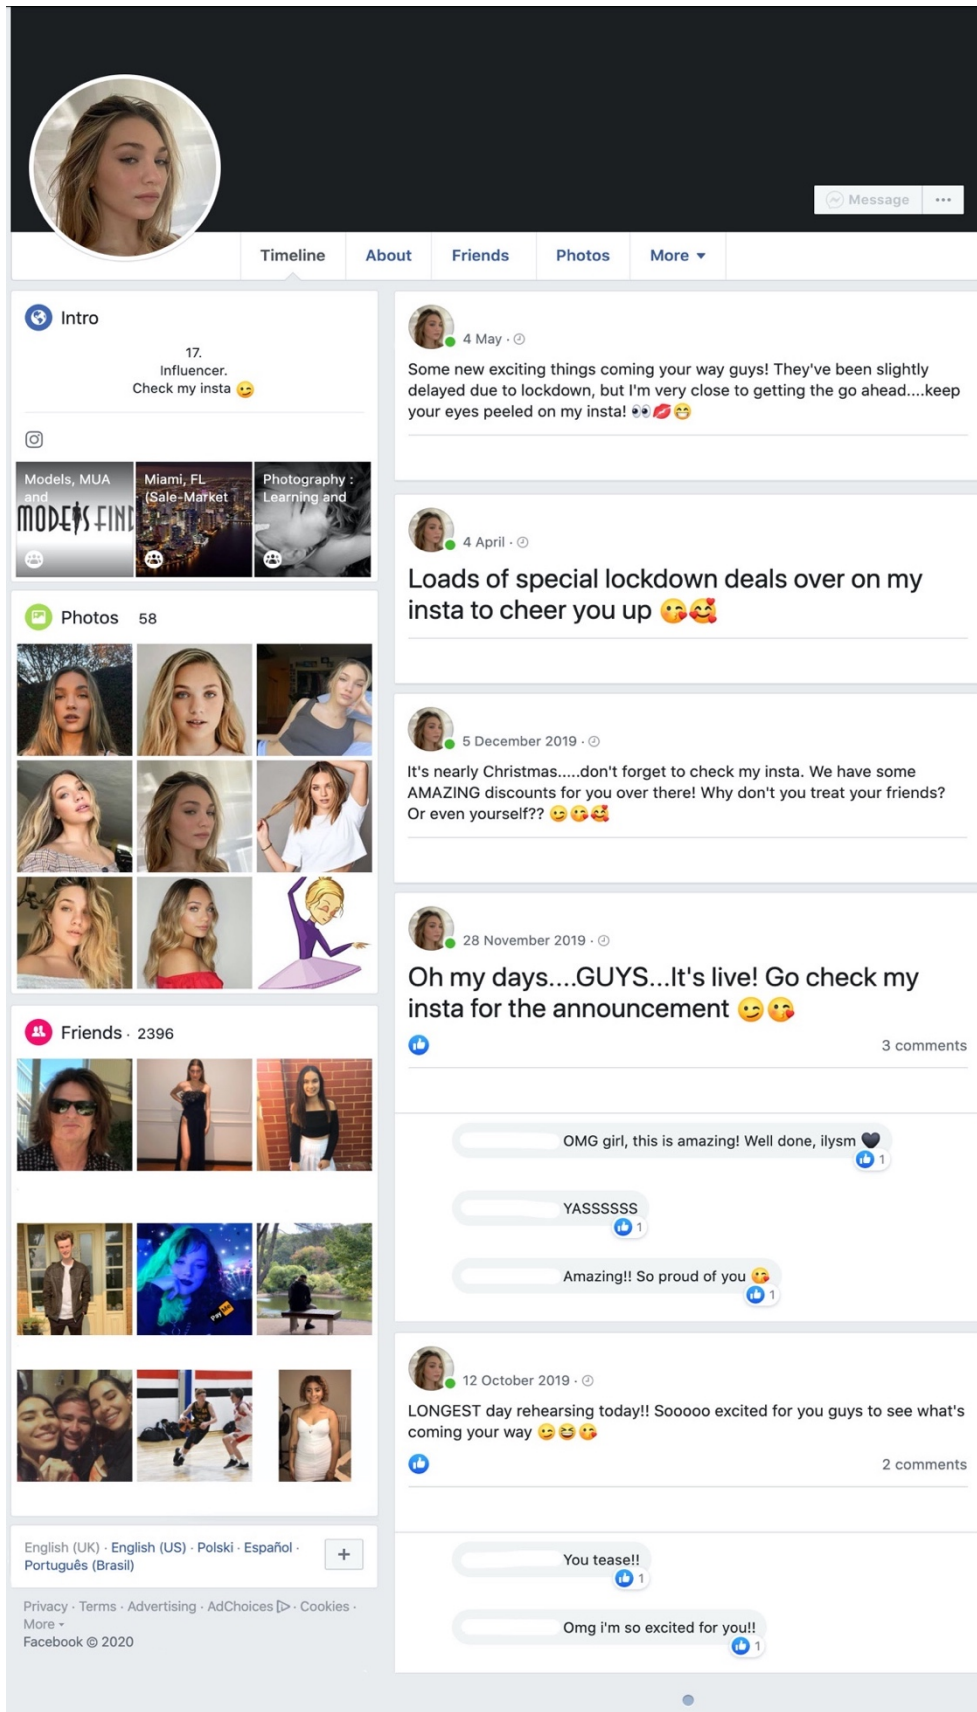 Message
Timeline
About
Friends
Photos
More
Intro
17.
Influencer.
Check my insta 😉
Models, MUA
and
MODELS FIND
Miami, FL
(Sale-Market
Photography :
Learning and
Photos 58
Friends · 2396
Pay Me
English (UK) · English (US) · Polski · Español ·
Português (Brasil)
Privacy · Terms · Advertising · AdChoices · Cookies ·
More
Facebook © 2020
4 May ·
Some new exciting things coming your way guys! They've been slightly
delayed due to lockdown, but I'm very close to getting the go ahead....keep
your eyes peeled on my insta! 👀💋😁
4 April ·
Loads of special lockdown deals over on my
insta to cheer you up 😘🥰
5 December 2019 ·
It's nearly Christmas.....don't forget to check my insta. We have some
AMAZING discounts for you over there! Why don't you treat your friends?
Or even yourself?? 😉😘🥰
28 November 2019 ·
Oh my days....GUYS...It's live! Go check my
insta for the announcement 😉😘
3 comments
OMG girl, this is amazing! Well done, ilysm 🖤
1
YASSSSSS
1
Amazing!! So proud of you 😘
1
12 October 2019 ·
LONGEST day rehearsing today!! Sooooo excited for you guys to see what's
coming your way 😉😆😘
2 comments
You tease!!
1
Omg i'm so excited for you!!
1